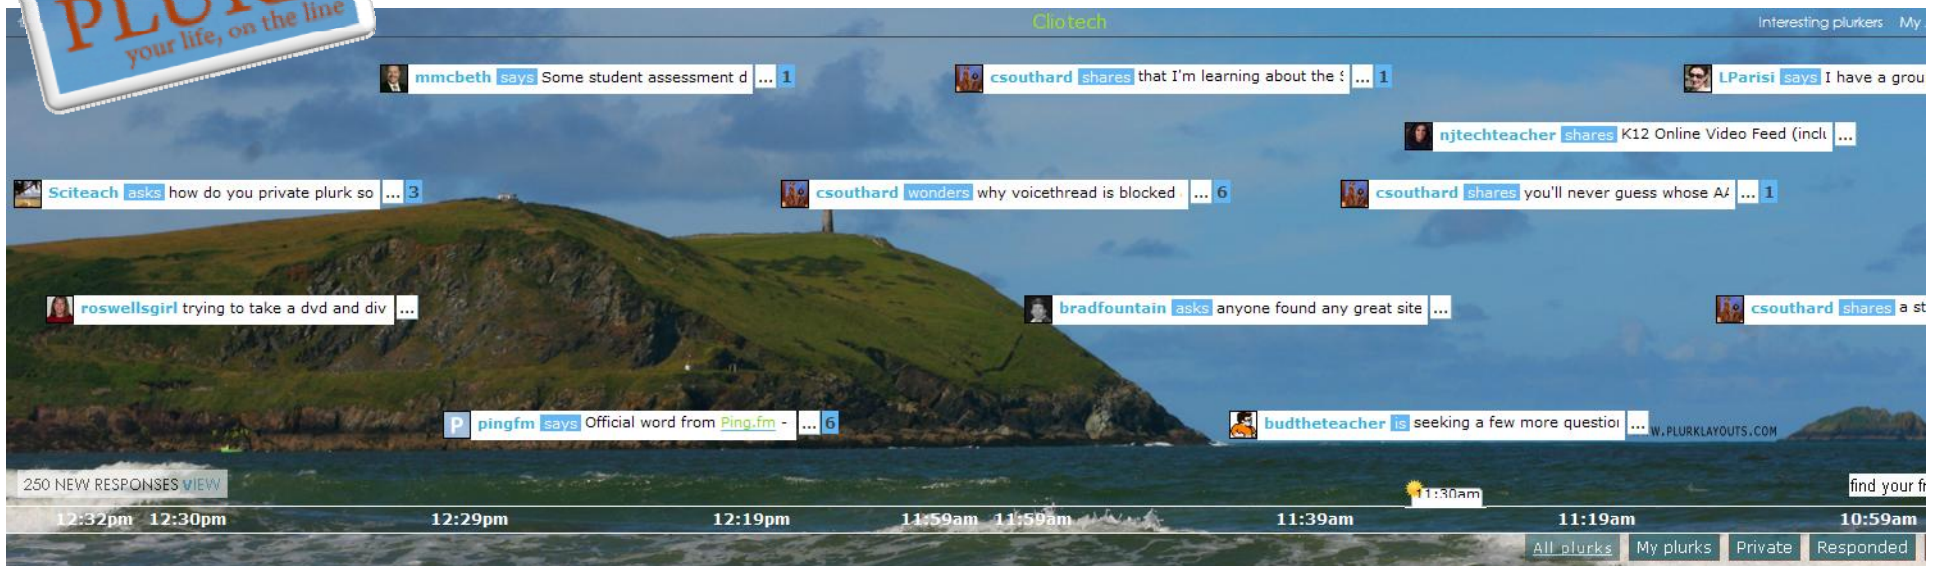 PLURK
your life, on the line
Cliotech
Interesting plurkers My
mmcbeth says Some student assessment d ... 1
csouthard shares that I'm learning about the ... 1
LParisi says I have a grou
njtechteacher shares K12 Online Video Feed (inclu ...
Sciteach asks how do you private plurk so ... 3
csouthard wonders why voicethread is blocked ... 6
csouthard shares you'll never guess whose AA ... 1
roswellsgirl trying to take a dvd and div ...
bradfountain asks anyone found any great site ...
csouthard shares a st
P pingfm says Official word from Ping.fm - ... 6
budtheteacher is seeking a few more question ...
W.PLURKLAYOUTS.COM
250 NEW RESPONSES VIEW
find your fr
11:30am
12:32pm 12:30pm 12:29pm 12:19pm 11:59am 11:59am 11:39am 11:19am 10:59am
All plurks My plurks Private Responded